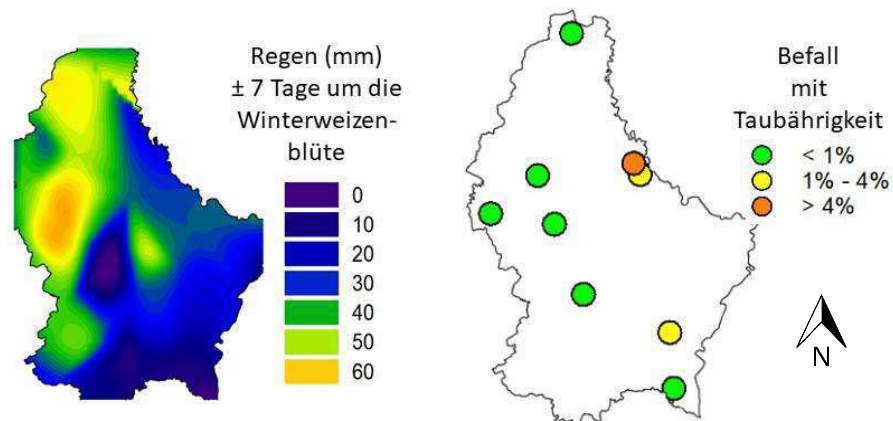 Regen (mm)
± 7 Tage um die
Winterweizen-
blüte
0
10
20
30
40
50
60
Befall
mit
Taubährigkeit
< 1%
1% - 4%
> 4%
N